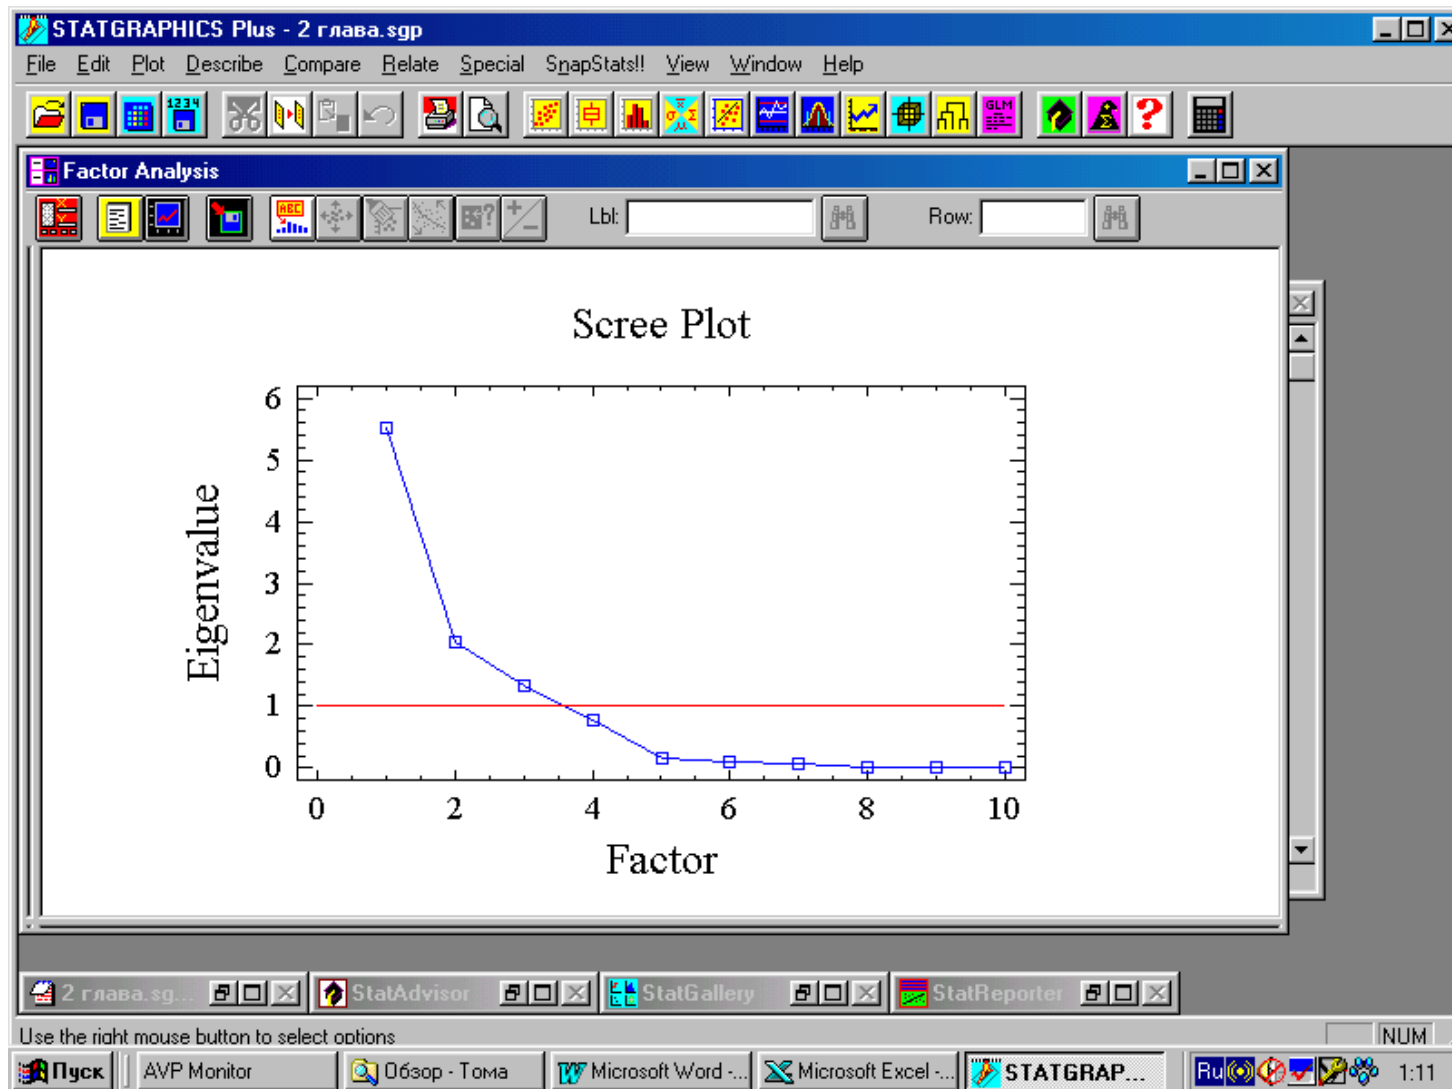 STATGRAPHICS Plus - 2 глава.sgp
File Edit Plot Describe Compare Relate Special SnapStats!! View Window Help
1234
GLM
Factor Analysis
ABC
Lbl: Row:
Scree Plot
Eigenvalue
6
5
4
3
2
1
0
0 2 4 6 8 10
Factor
2 глава.sg... StatAdvisor StatGallery StatReporter
Use the right mouse button to select options
NUM
Пуск AVP Monitor Обзор - Тома Microsoft Word -... Microsoft Excel -... STATGRAP... Ru 1:11